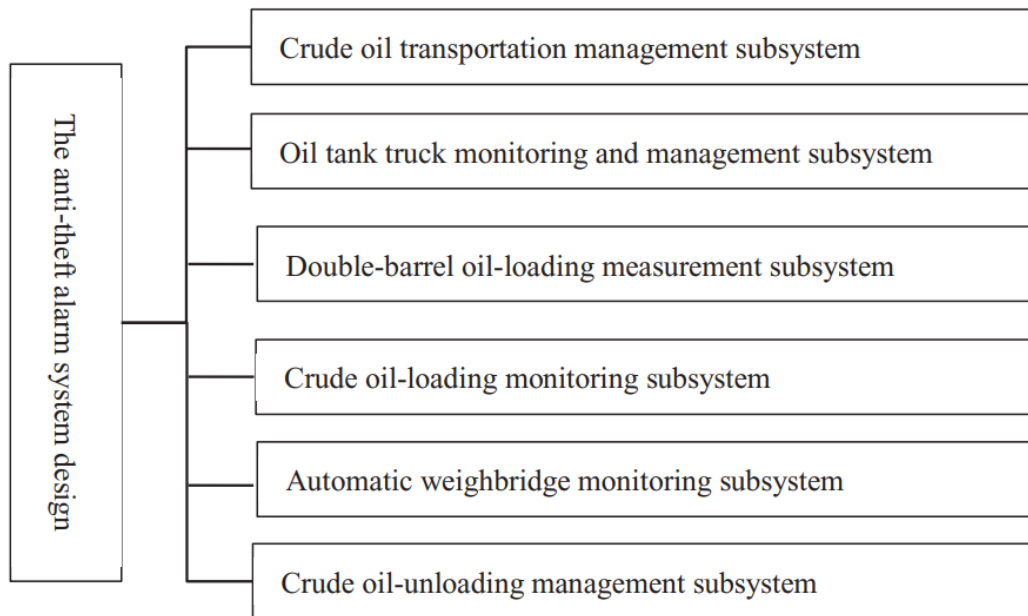 The anti-theft alarm system design
Crude oil transportation management subsystem
Oil tank truck monitoring and management subsystem
Double-barrel oil-loading measurement subsystem
Crude oil-loading monitoring subsystem
Automatic weighbridge monitoring subsystem
Crude oil-unloading management subsystem